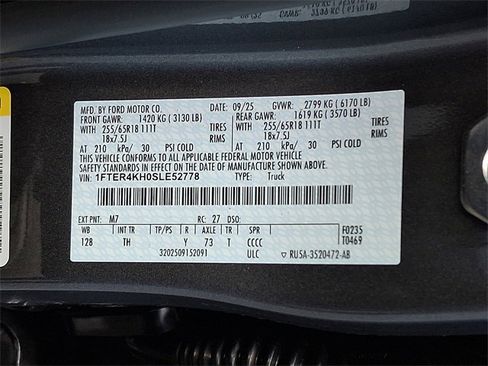 MFD. BY FORD MOTOR CO. DATE: 09/25 GVWR: 2799 KG ( 6170 LB)
FRONT GAWR: 1420 KG ( 3130 LB) REAR GAWR: 1619 KG ( 3570 LB)
WITH 255/65R18 111T TIRES WITH 255/65R18 111T TIRES
18x7.5J RIMS 18x7.5J RIMS
AT 210 kPa/ 30 PSI COLD AT 210 kPa/ 30 PSI COLD
THIS VEHICLE CONFORMS TO ALL APPLICABLE FEDERAL MOTOR VEHICLE
SAFETY STANDARDS IN EFFECT ON THE DATE OF MANUFACTURE SHOWN ABOVE.
VIN: 1FTER4KH0SLE52778 TYPE: Truck
EXT PNT: M7 RC: 27 DSO:
WB INT TR TP/PS R AXLE TR SPR F0235
128 TH Y 73 T CCCC T0469
3202509152091 ULC RU5A-3520472-AB